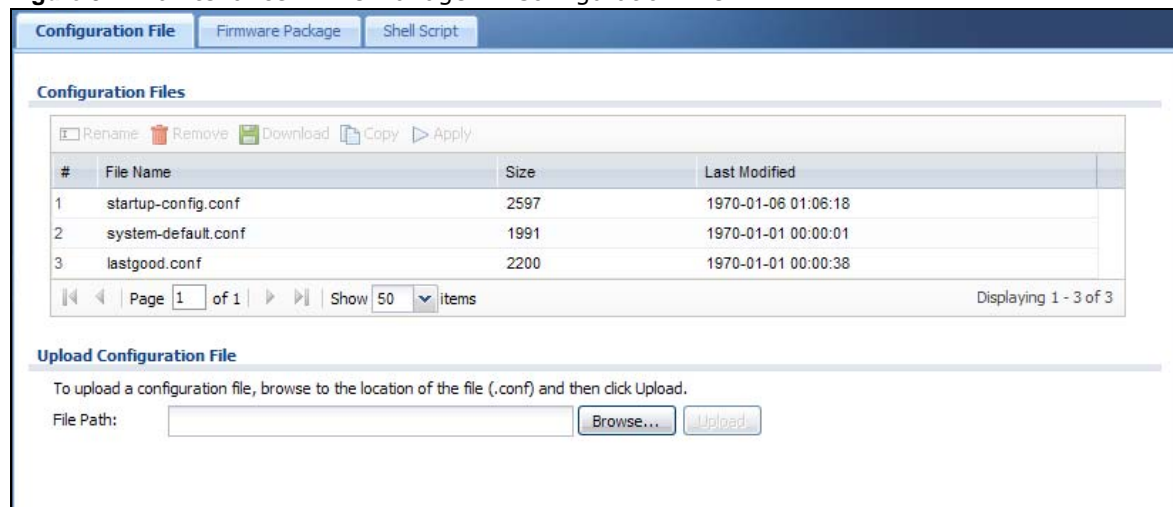 Configuration File Firmware Package Shell Script
Configuration Files
Rename Remove Download Copy Apply
# File Name Size Last Modified
1 startup-config.conf 2597 1970-01-06 01:06:18
2 system-default.conf 1991 1970-01-01 00:00:01
3 lastgood.conf 2200 1970-01-01 00:00:38
Page 1 of 1 Show 50 items Displaying 1 - 3 of 3
Upload Configuration File
To upload a configuration file, browse to the location of the file (.conf) and then click Upload.
File Path: Browse... Upload